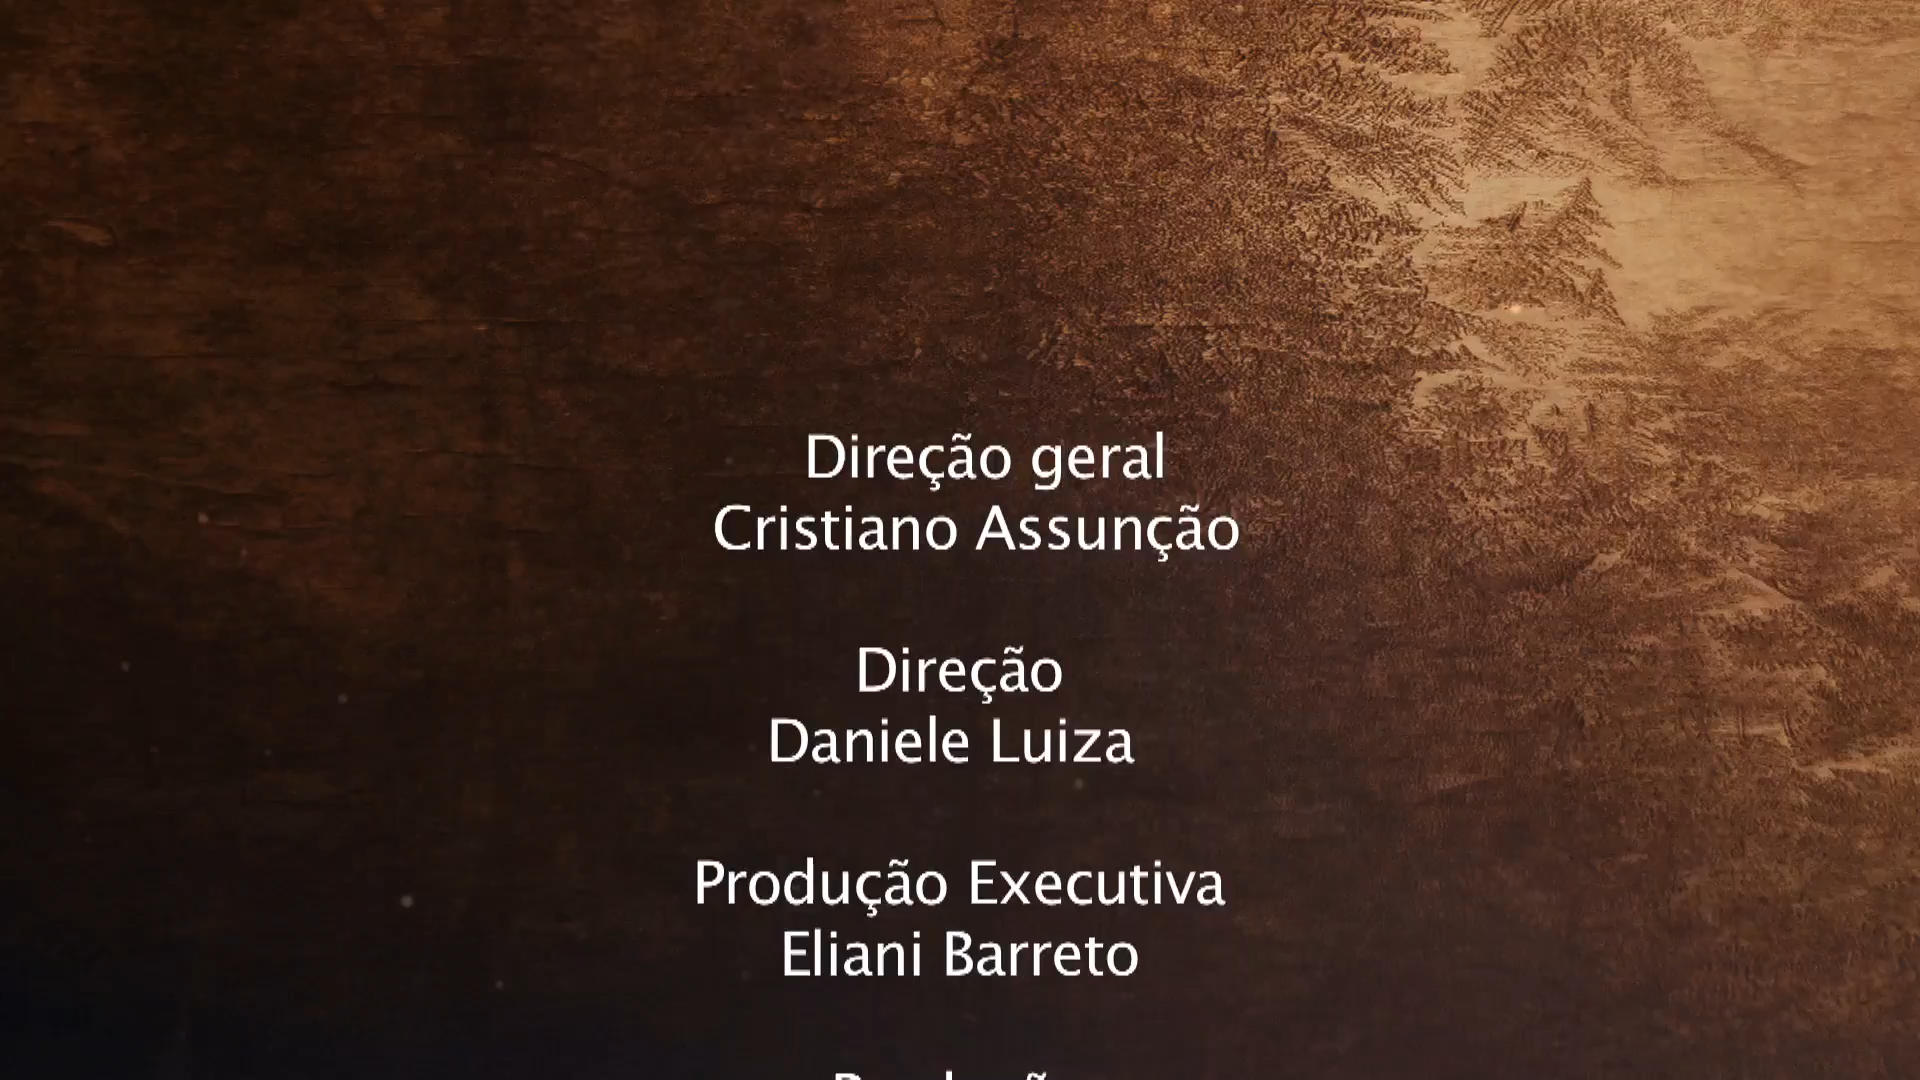 Direção geral
Cristiano Assunção
Direção
Daniele Luiza
Produção Executiva
Eliani Barreto